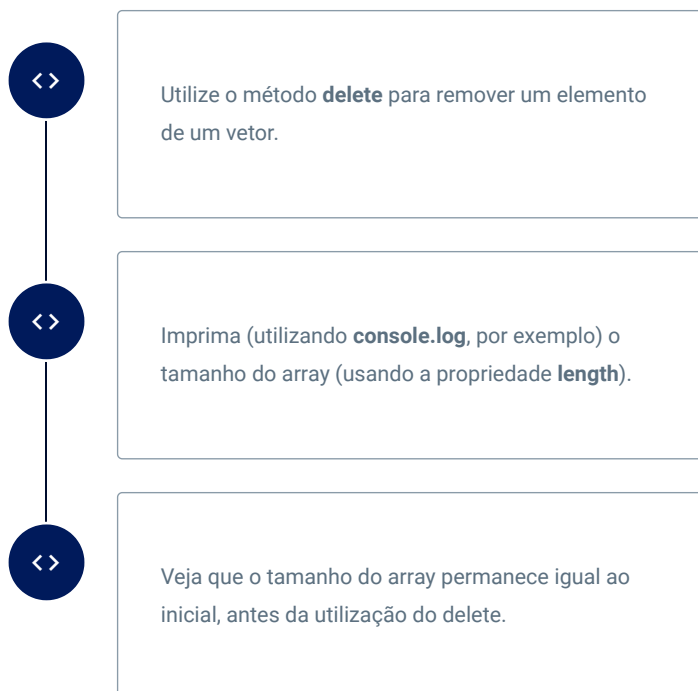 Utilize o método delete para remover um elemento
de um vetor.
Imprima (utilizando console.log, por exemplo) o
tamanho do array (usando a propriedade length).
Veja que o tamanho do array permanece igual ao
inicial, antes da utilização do delete.